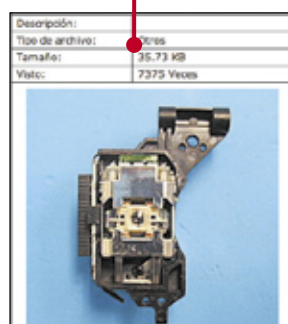 Descripción:
Tipo de archivo: Otros
Tamaño: 35.73 KB
Visto: 7375 Veces